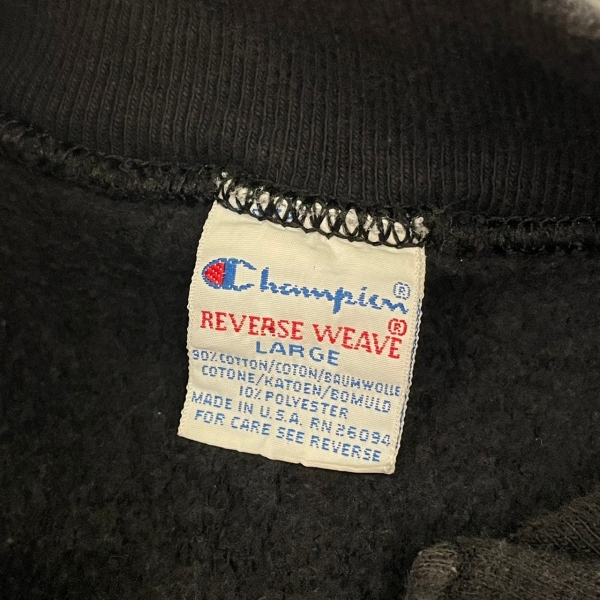 Champion®
REVERSE WEAVE®
LARGE
90% COTTON/COTON/BAUMWOLLE
COTONE/KATOEN/BOMULD
10% POLYESTER
MADE IN U.S.A. RN 26094
FOR CARE SEE REVERSE